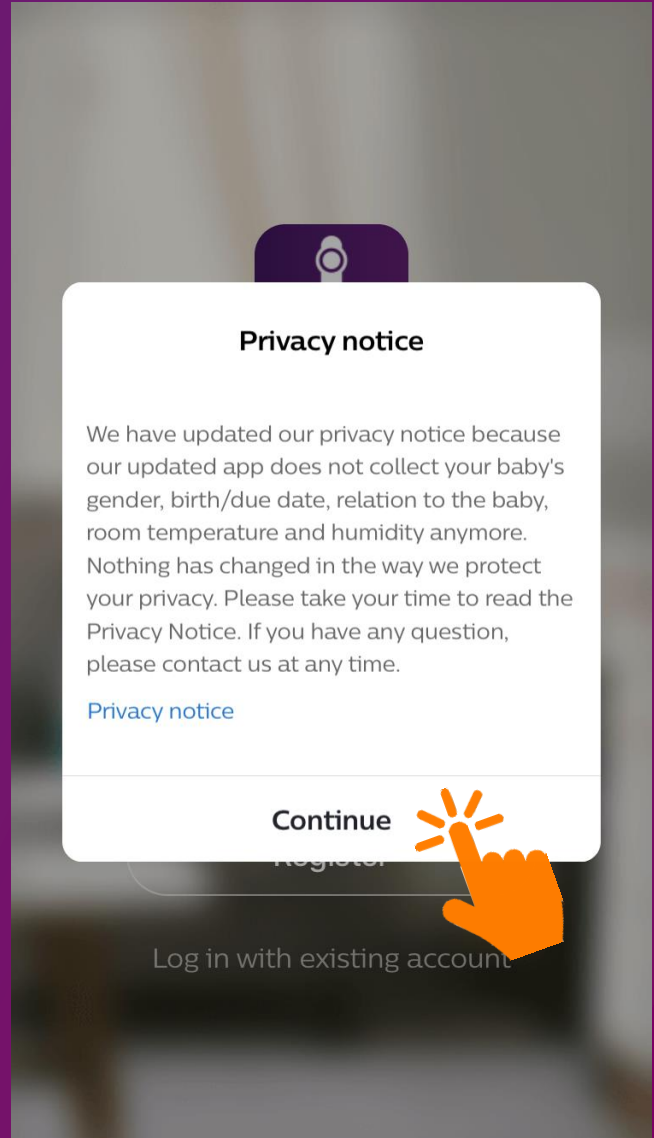 Privacy notice
We have updated our privacy notice because
our updated app does not collect your baby's
gender, birth/due date, relation to the baby,
room temperature and humidity anymore.
Nothing has changed in the way we protect
your privacy. Please take your time to read the
Privacy Notice. If you have any question,
please contact us at any time.
Privacy notice
Continue
Register
Log in with existing account